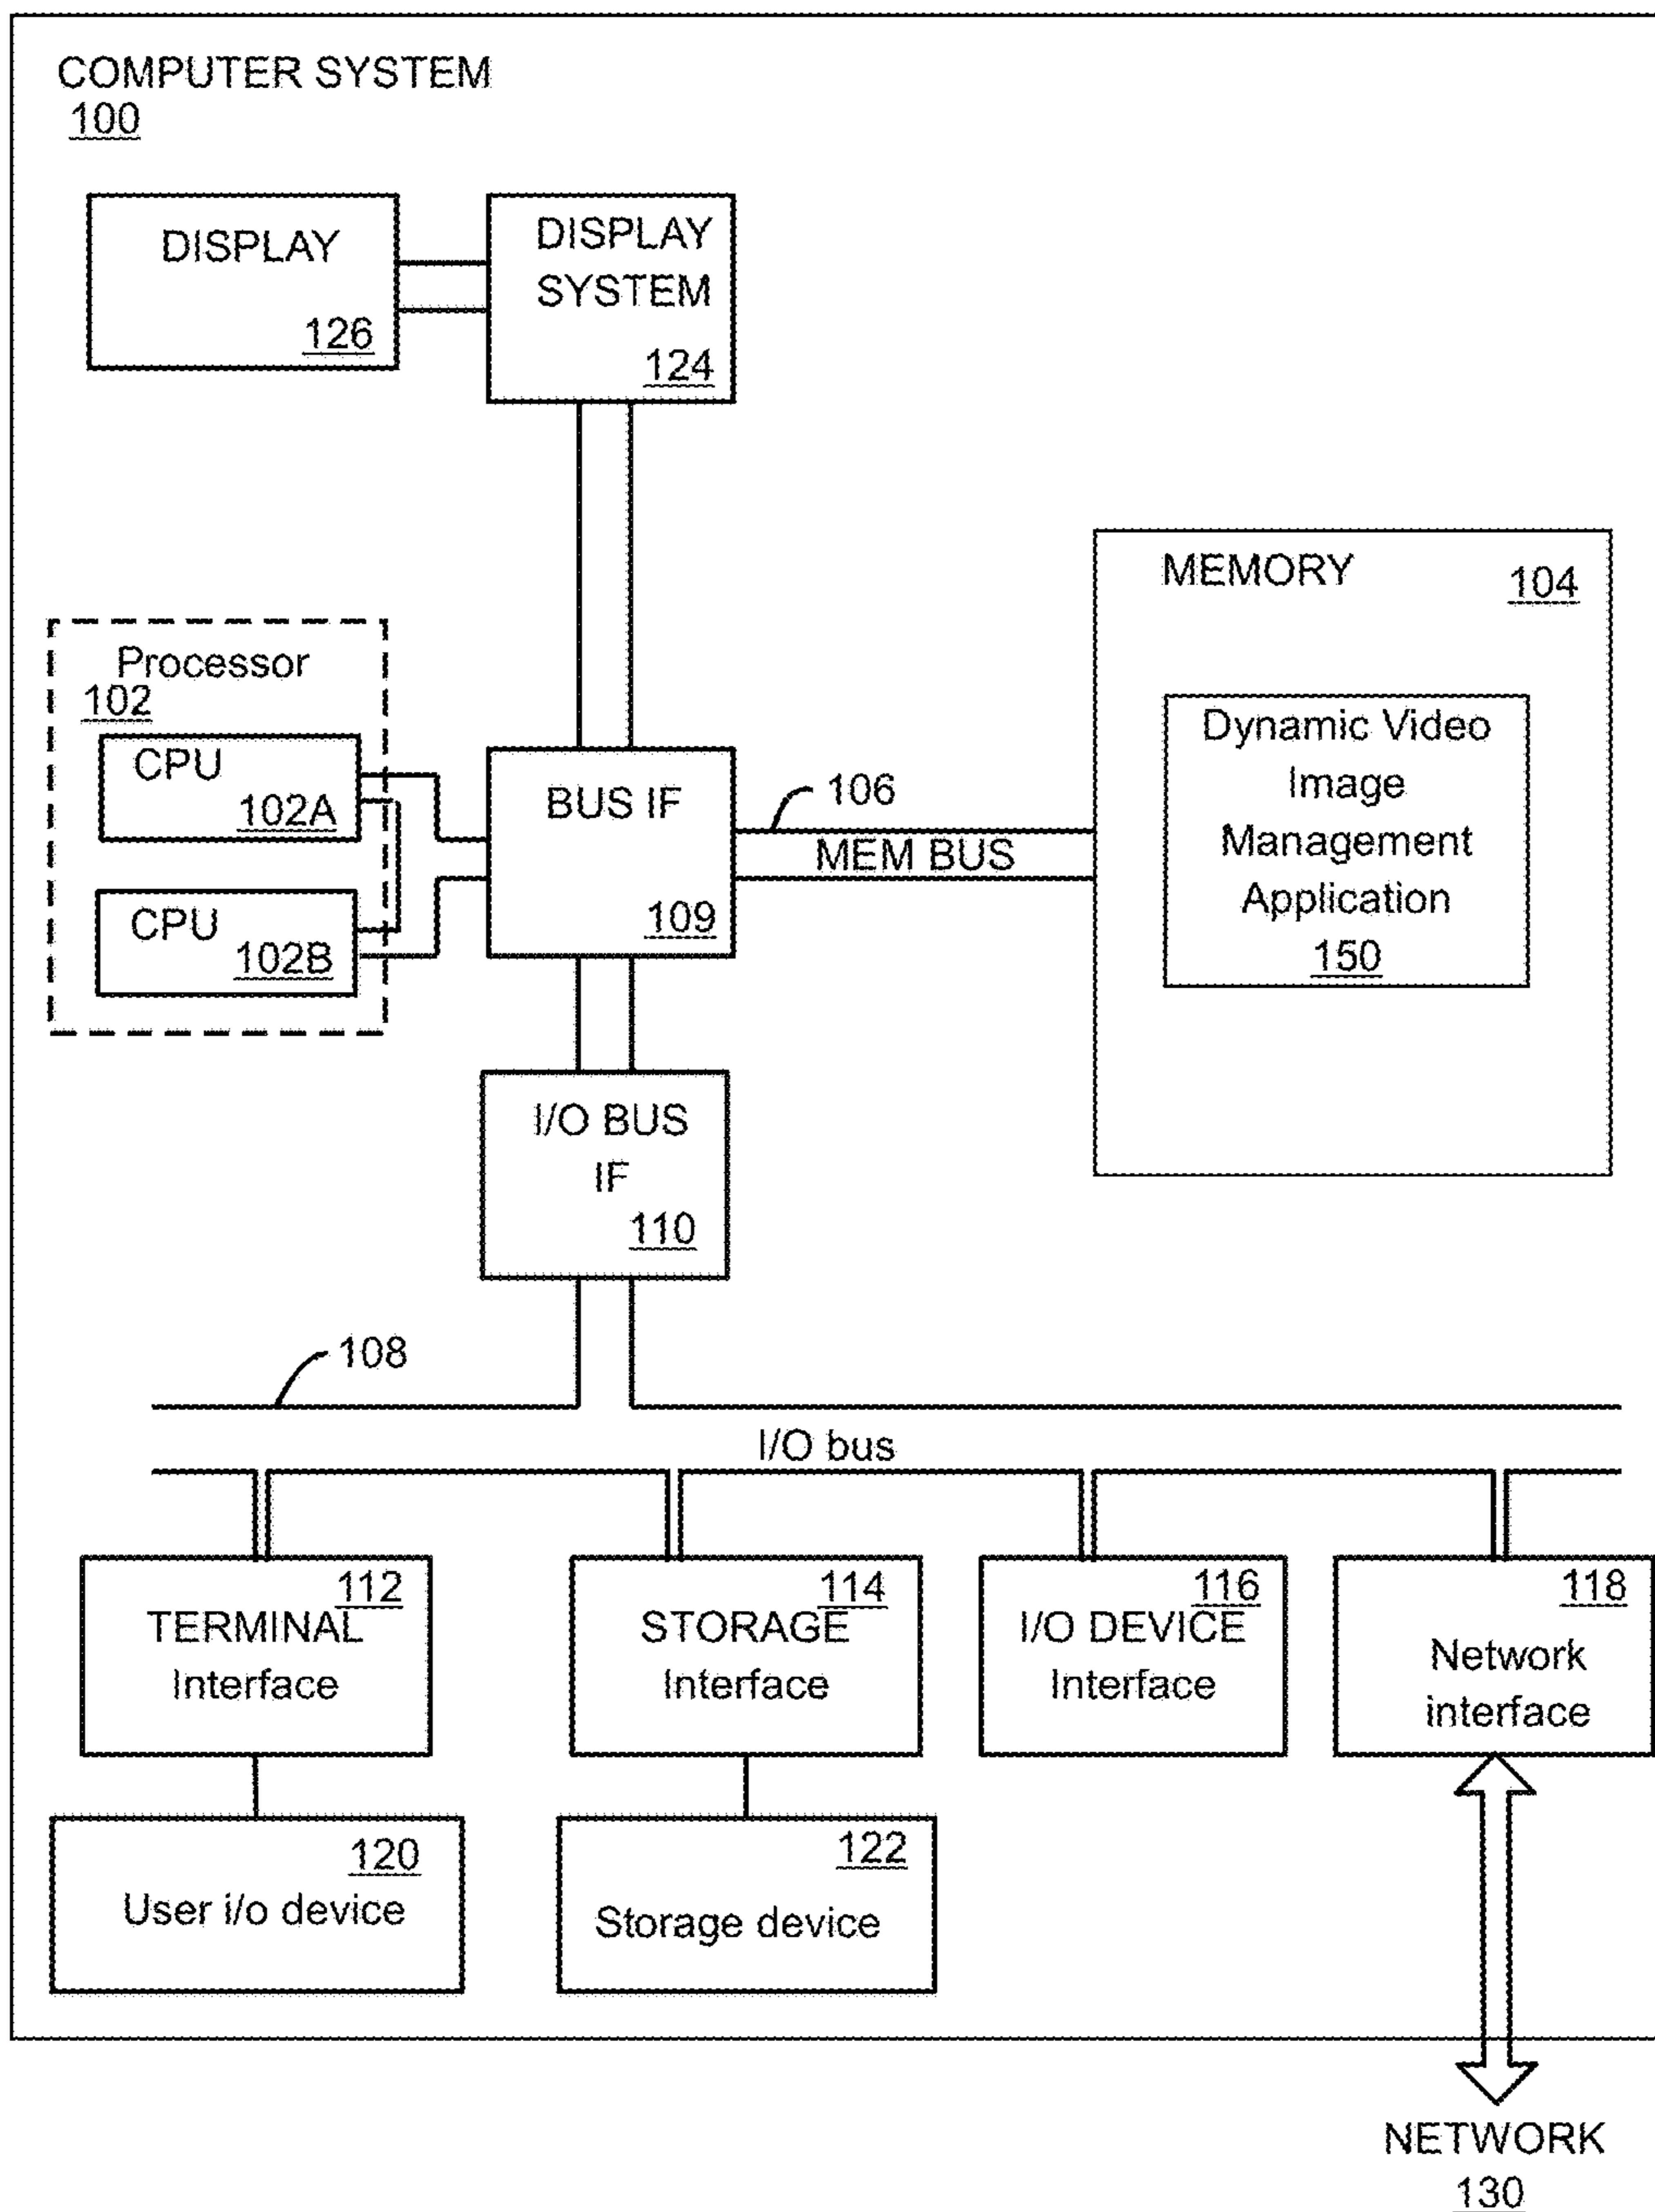 COMPUTER SYSTEM
100
DISPLAY
126
DISPLAY
SYSTEM
124
MEMORY
104
Dynamic Video
Image
Management
Application
150
Processor
102
CPU
102A
CPU
102B
BUS IF
109
106
MEM BUS
I/O BUS
IF
110
108
I/O bus
112
TERMINAL
Interface
114
STORAGE
Interface
116
I/O DEVICE
Interface
118
Network
interface
120
User i/o device
122
Storage device
NETWORK
130